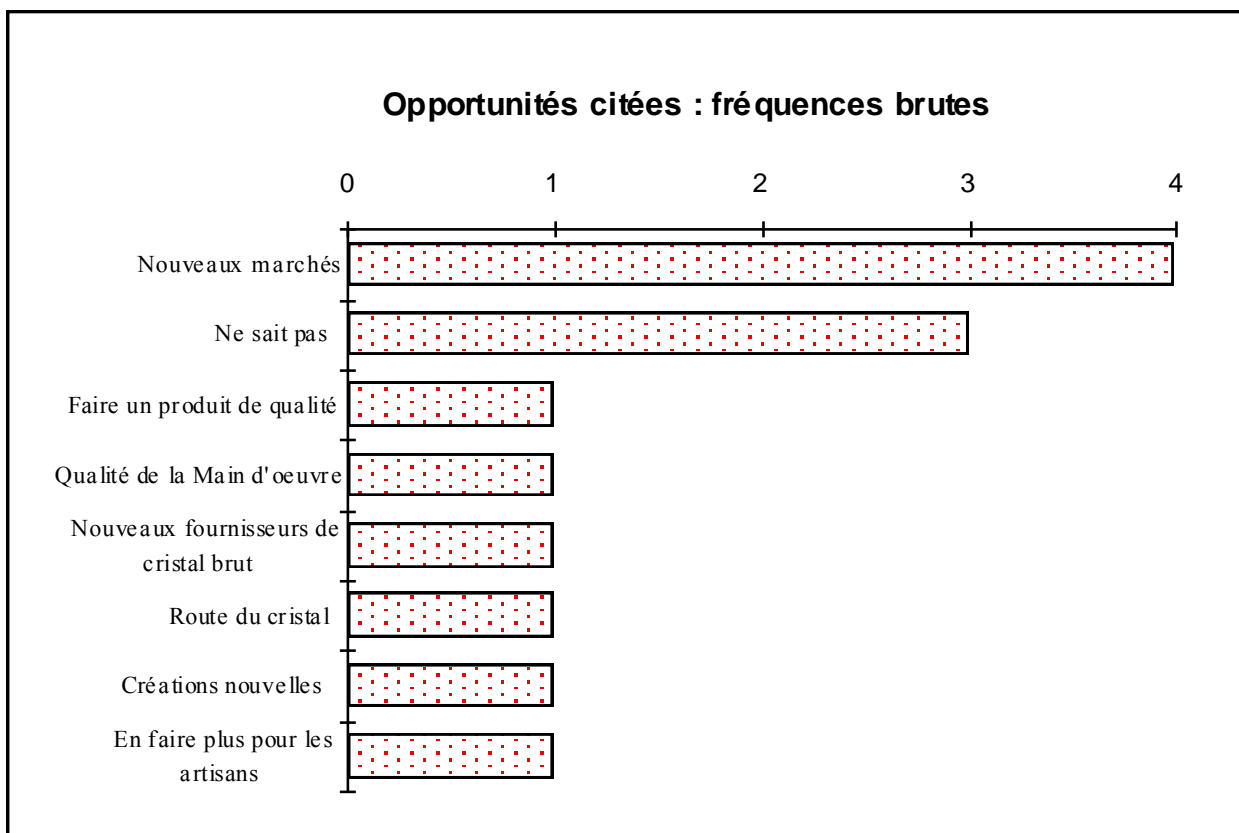 Opportunités citées : fréquences brutes
0 1 2 3 4
Nouveaux marchés
Ne sait pas
Faire un produit de qualité
Qualité de la Main d'oeuvre
Nouveaux fournisseurs de
cristal brut
Route du cristal
Créations nouvelles
En faire plus pour les
artisans